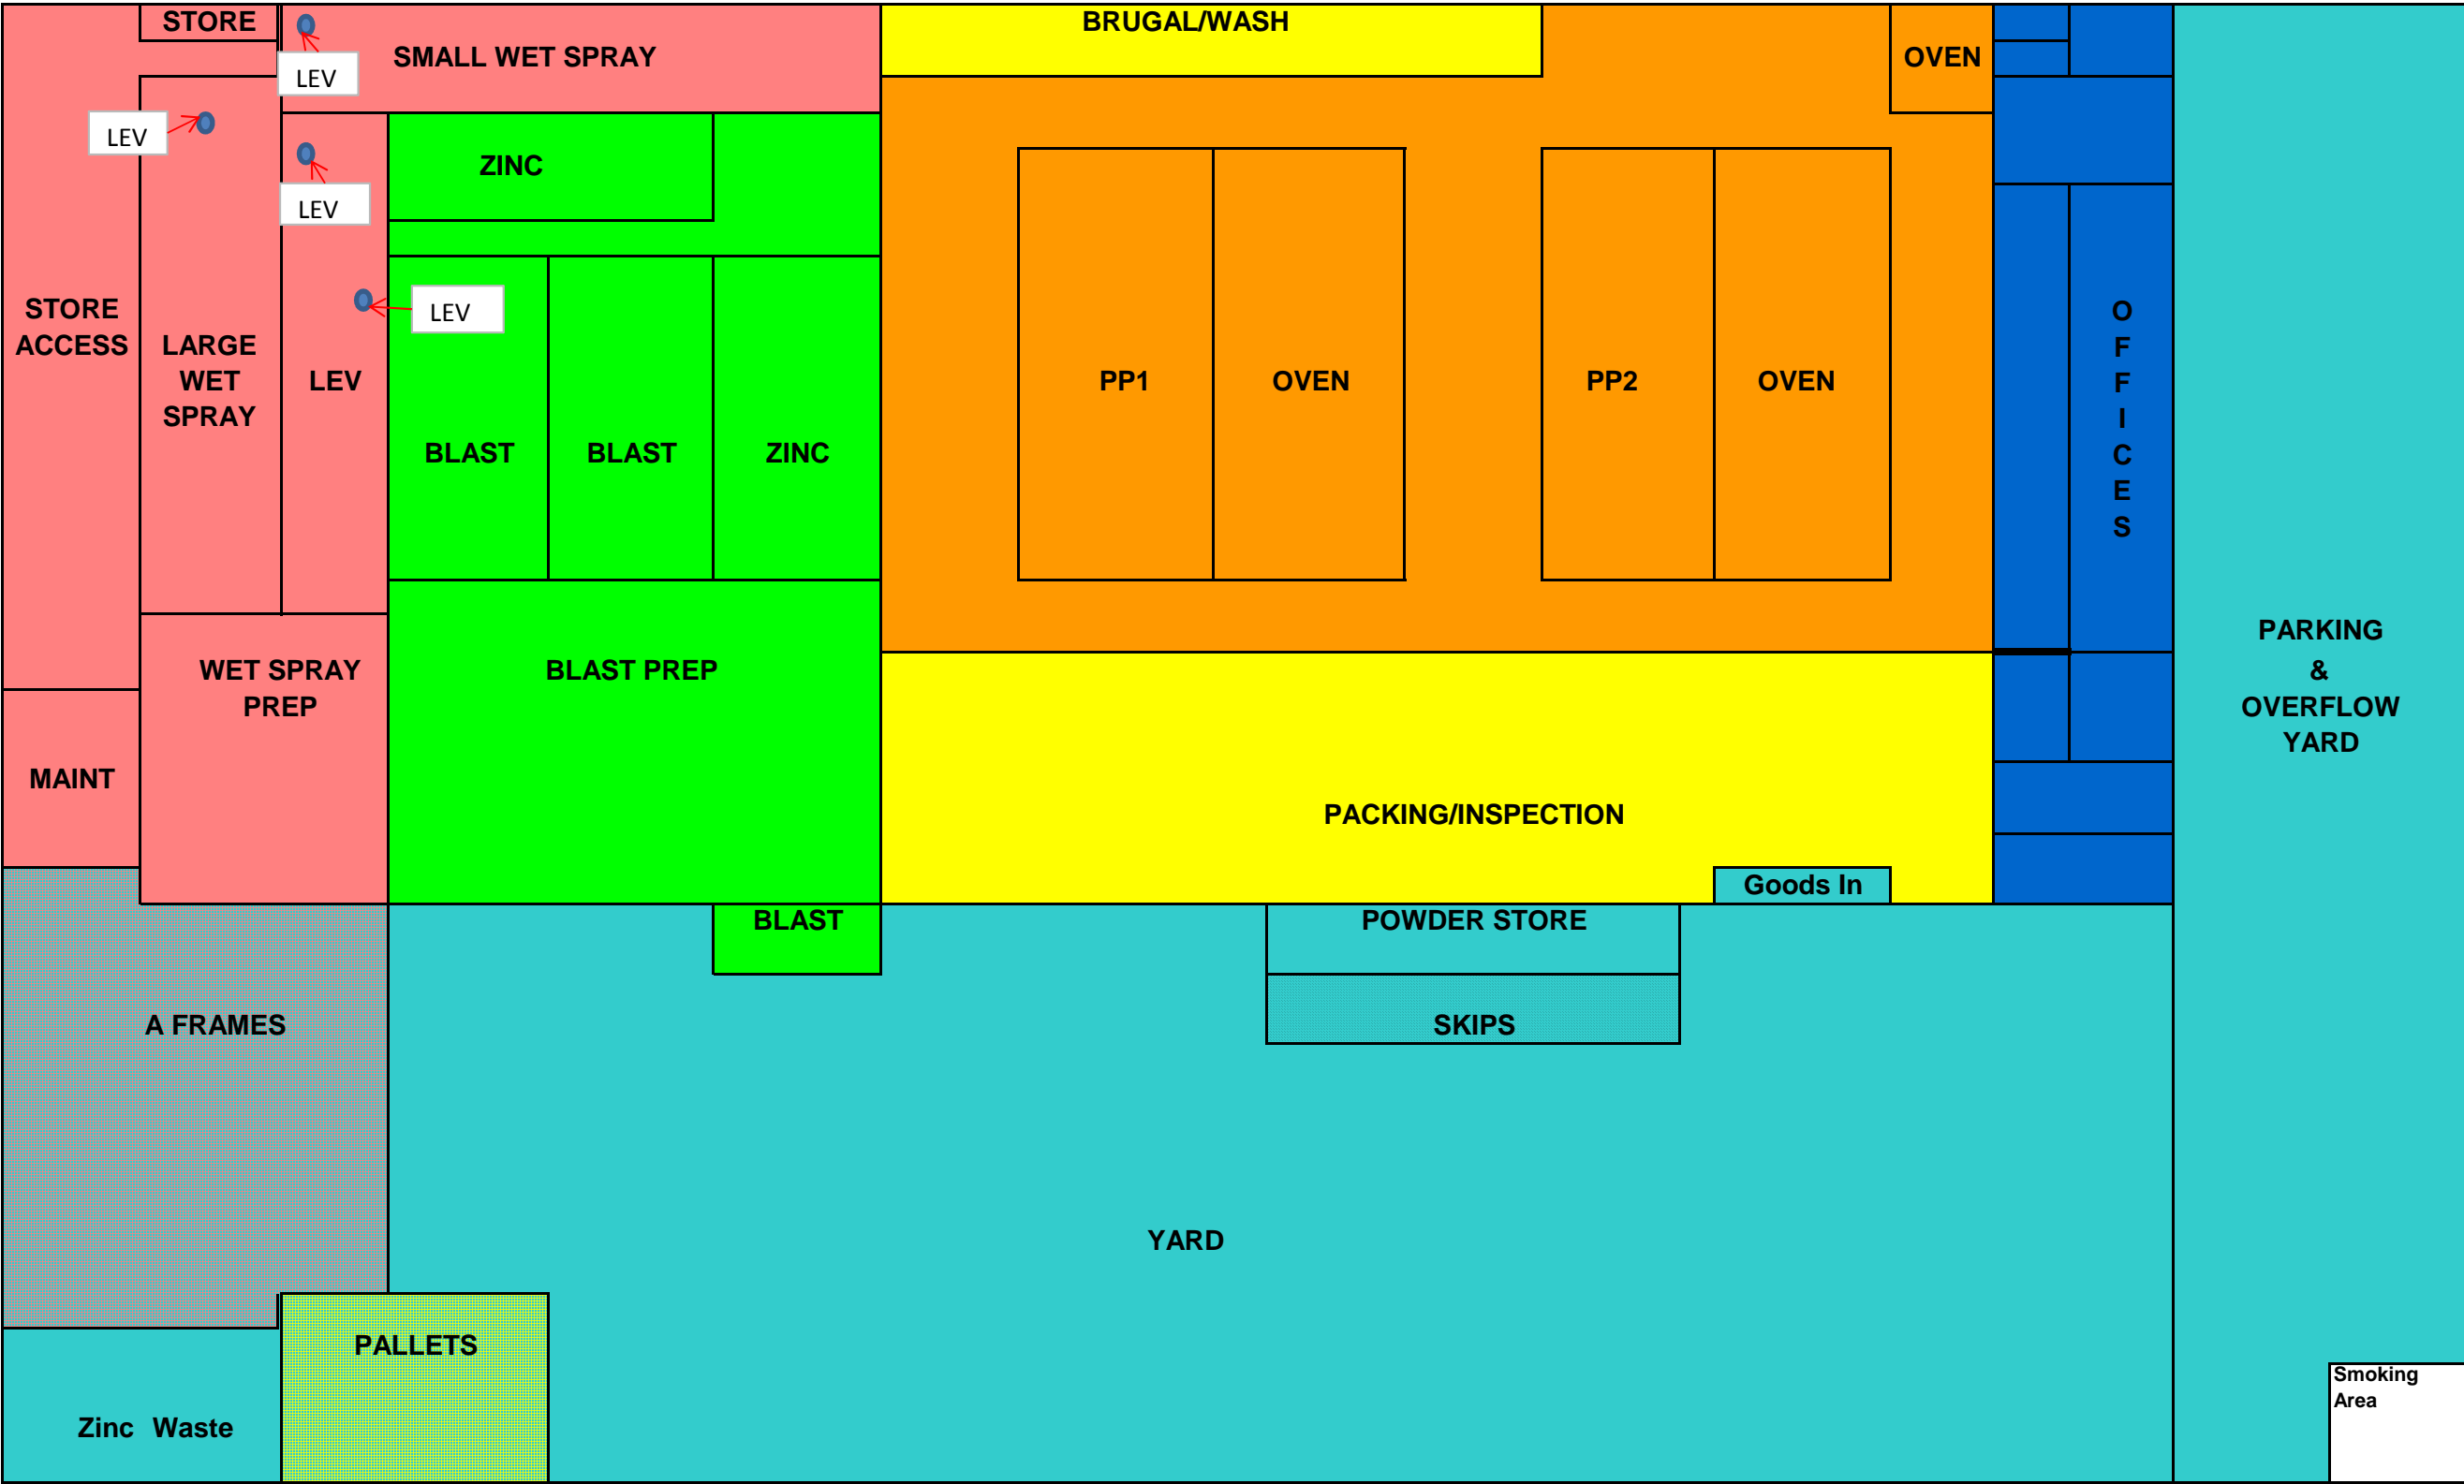 STORE
BRUGAL/WASH
SMALL WET SPRAY
OVEN
LEV
LEV
ZINC
LEV
LEV
STORE
ACCESS
LARGE
WET
SPRAY
LEV
BLAST
BLAST
ZINC
PP1
OVEN
PP2
OVEN
O
F
F
I
C
E
S
WET SPRAY
PREP
BLAST PREP
PARKING
&
OVERFLOW
YARD
MAINT
PACKING/INSPECTION
Goods In
BLAST
POWDER STORE
A FRAMES
SKIPS
YARD
PALLETS
Zinc Waste
Smoking
Area